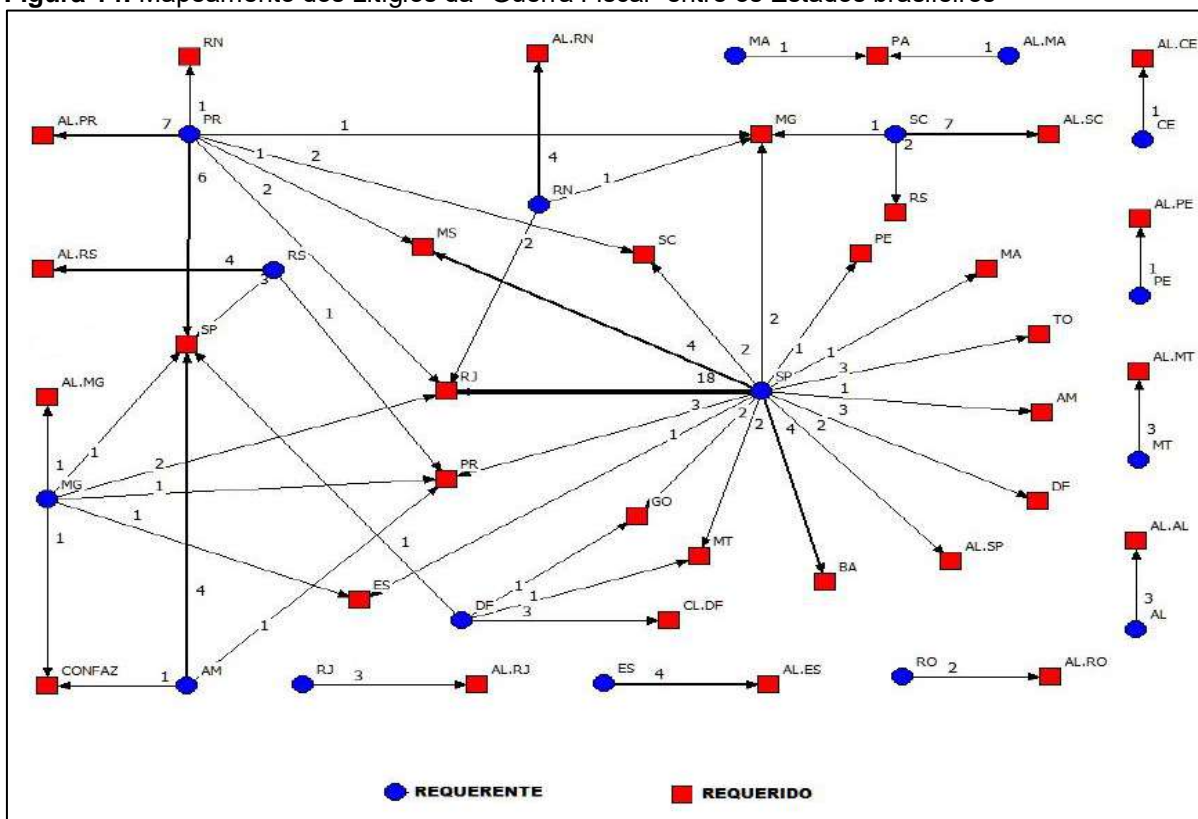 Figura 14. Mapeamento dos Litígios da "Guerra Fiscal" entre os Estados brasileiros
RN AL.RN MA 1 PA 1 AL.MA AL.CE
1 1
AL.PR 7 PR 1 MG 1 SC 7 AL.SC CE
1 2 2
6 2 4 RN 1 RS AL.PE
MS 2 SC PE MA
AL.RS 4 RS 1
3 PE
1 TO
SP 4 2 2 1 1 3 AL.MT
AL.MG RJ 18 SP 1 AM
3 1 2 2 4 2 3 3
1 1 2 PR MT
MG 1 GO DF
1 1 MT AL.SP AL.AL
1 BA
ES 1 1
4 1 DF 3 CL.DF 3
AL
CONFAZ 1 AM RJ 3 AL.RJ ES 4 AL.ES RO 2 AL.RO
REQUERENTE REQUERIDO